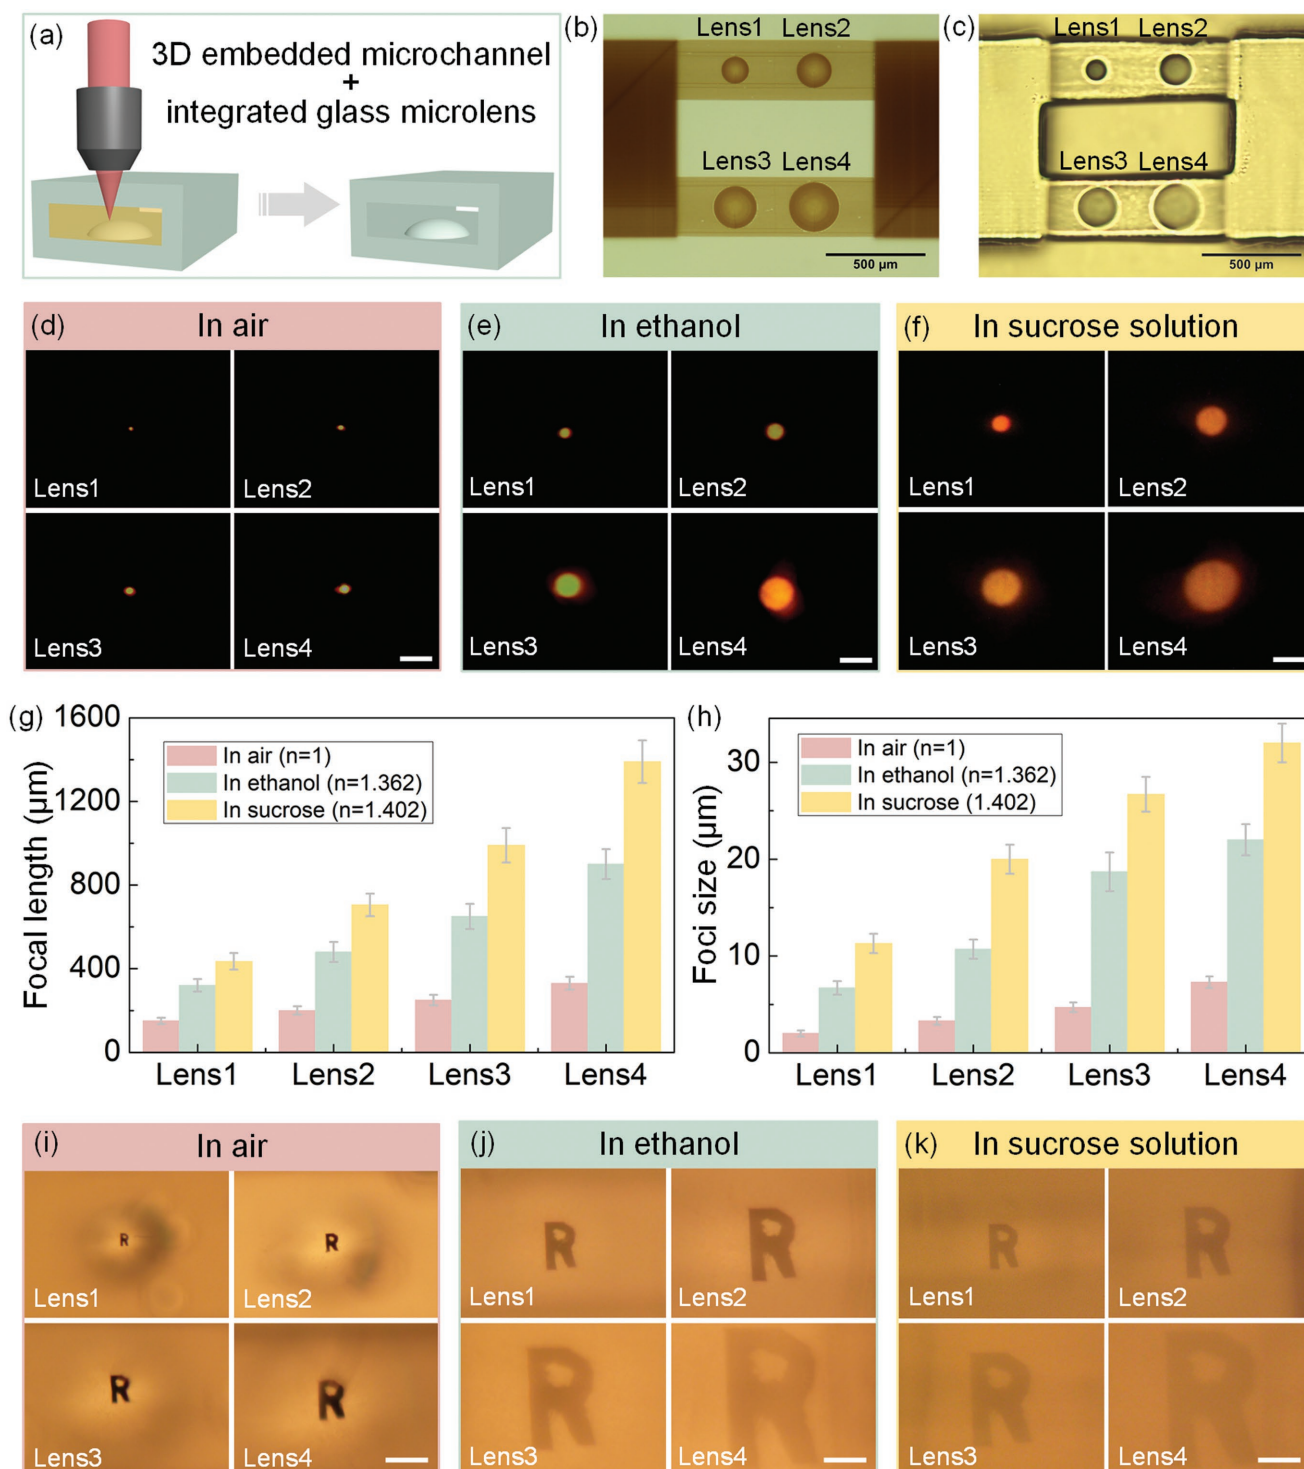 (a)
3D embedded microchannel
+
integrated glass microlens
(b)
Lens1 Lens2
Lens3 Lens4
500 µm
(c)
Lens1 Lens2
Lens3 Lens4
500 µm
(d) In air
Lens1
Lens2
Lens3
Lens4
(e) In ethanol
Lens1
Lens2
Lens3
Lens4
(f) In sucrose solution
Lens1
Lens2
Lens3
Lens4
(g)
Focal length (µm)
1600
1200
800
400
0
In air (n=1)
In ethanol (n=1.362)
In sucrose (n=1.402)
Lens1 Lens2 Lens3 Lens4
(h)
Foci size (µm)
30
20
10
0
In air (n=1)
In ethanol (n=1.362)
In sucrose (1.402)
Lens1 Lens2 Lens3 Lens4
(i) In air
R
Lens1
R
Lens2
R
Lens3
R
Lens4
(j) In ethanol
R
Lens1
R
Lens2
R
Lens3
R
Lens4
(k) In sucrose solution
R
Lens1
R
Lens2
R
Lens3
R
Lens4